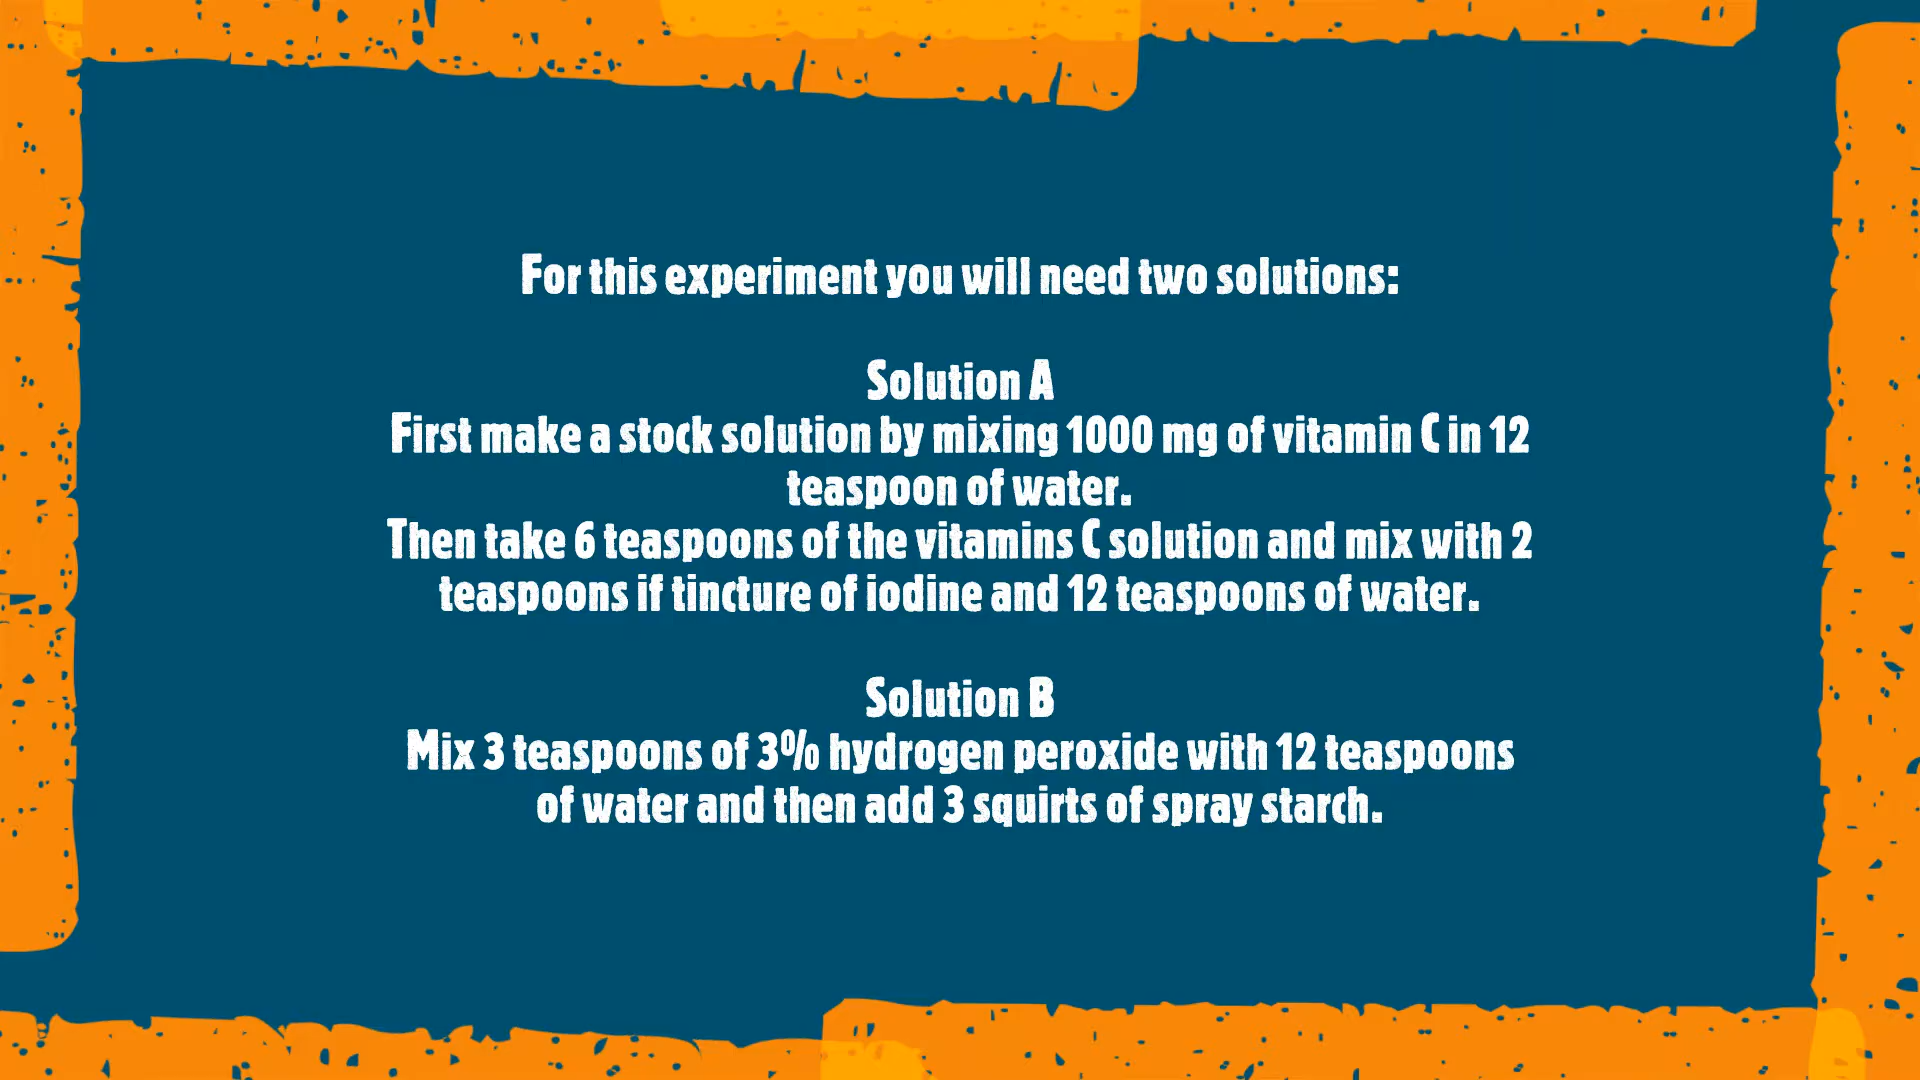 For this experiment you will need two solutions:
Solution A
First make a stock solution by mixing 1000 mg of vitamin C in 12
teaspoon of water.
Then take 6 teaspoons of the vitamins C solution and mix with 2
teaspoons if tincture of iodine and 12 teaspoons of water.
Solution B
Mix 3 teaspoons of 3% hydrogen peroxide with 12 teaspoons
of water and then add 3 squirts of spray starch.